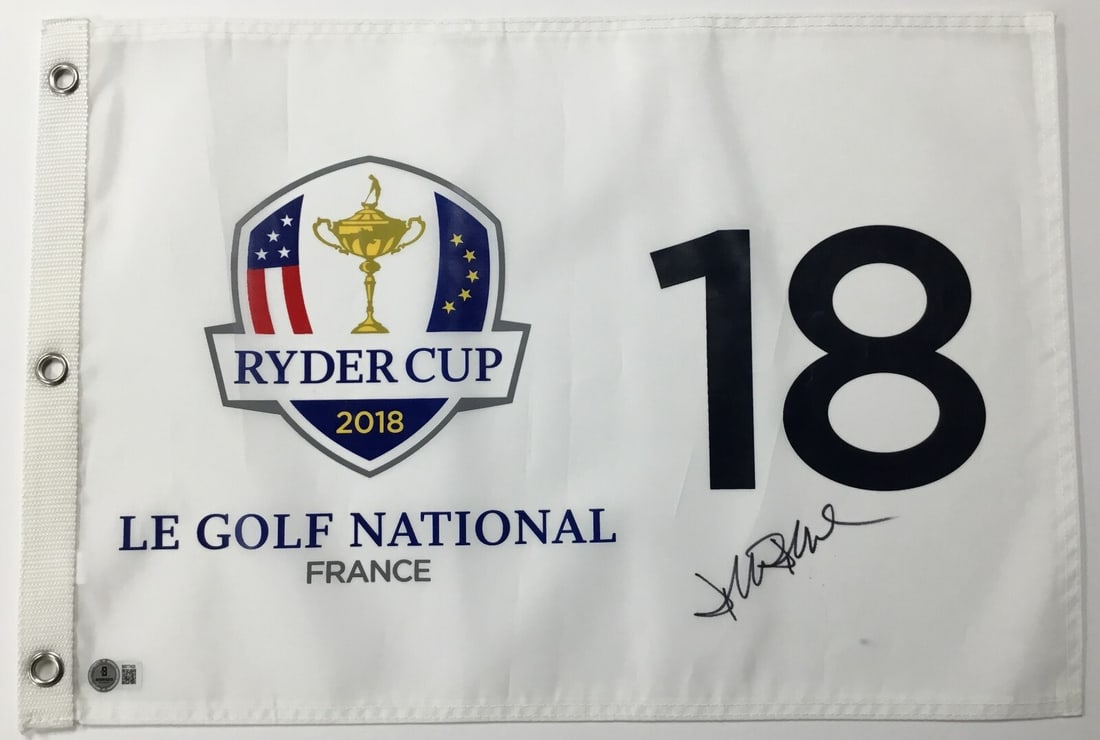 RYDER CUP
2018
LE GOLF NATIONAL
FRANCE
18